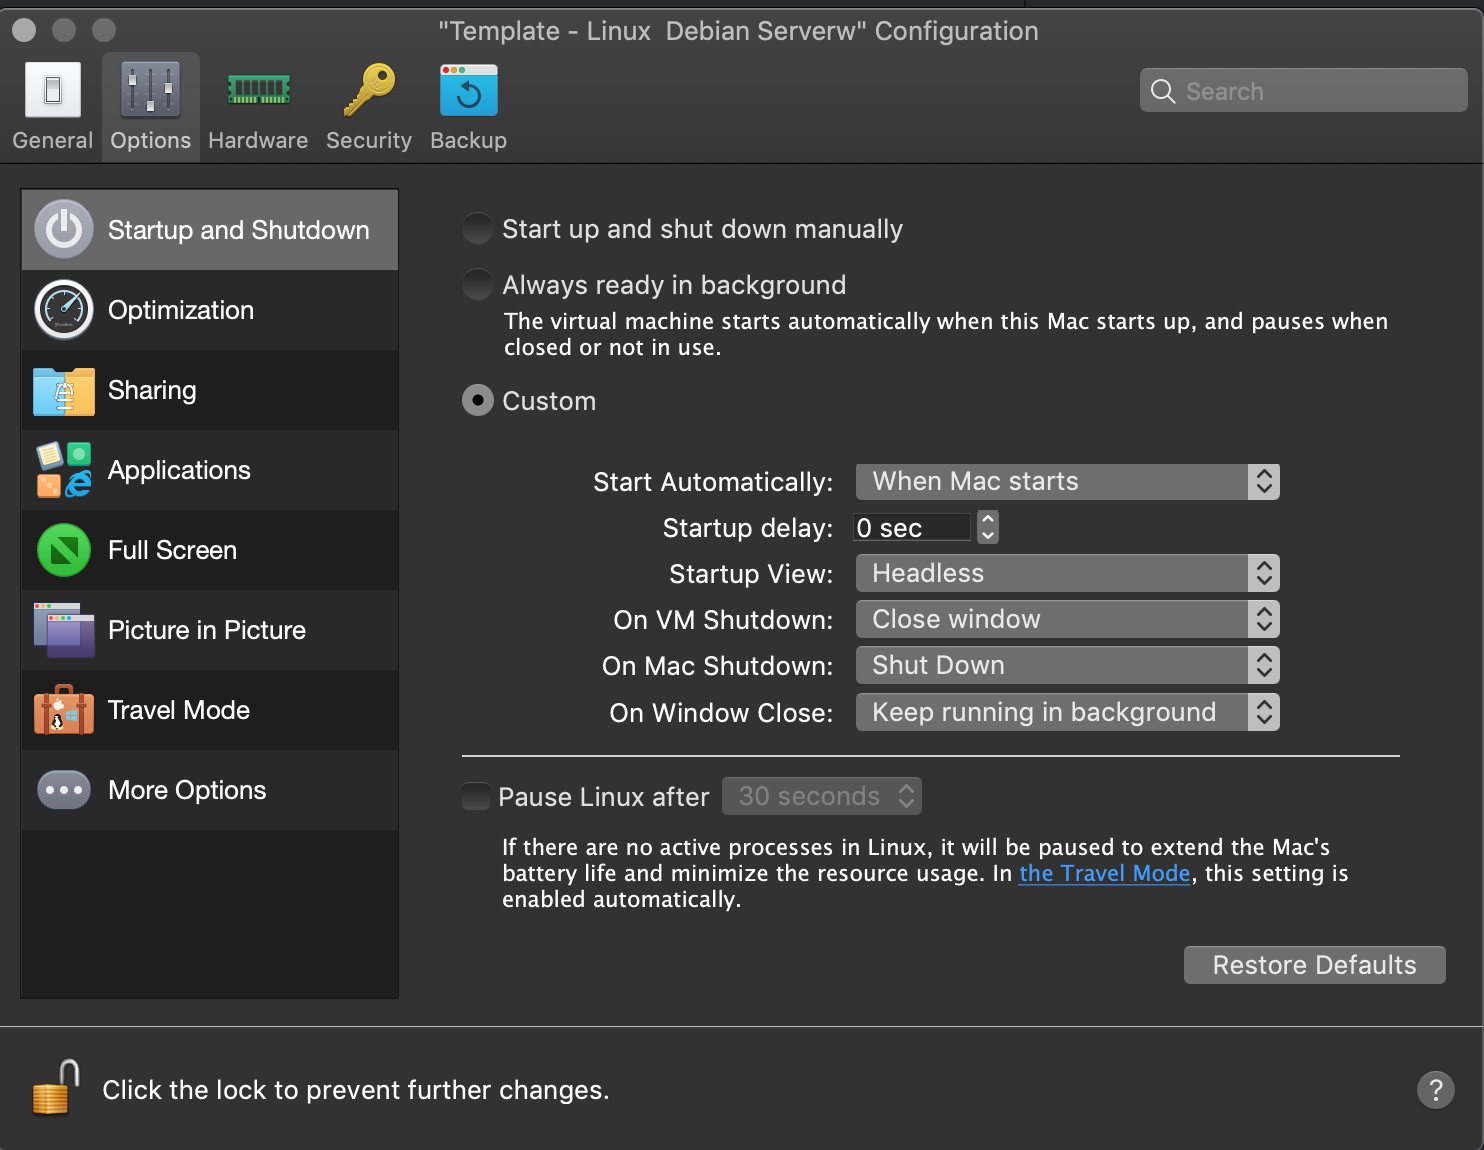 "Template - Linux  Debian Serverw" Configuration
General
Options
Hardware
Security
Backup
Search
Startup and Shutdown
Optimization
Sharing
Applications
Full Screen
Picture in Picture
Travel Mode
More Options
Start up and shut down manually
Always ready in background
The virtual machine starts automatically when this Mac starts up, and pauses when
closed or not in use.
Custom
Start Automatically: When Mac starts
Startup delay: 0 sec
Startup View: Headless
On VM Shutdown: Close window
On Mac Shutdown: Shut Down
On Window Close: Keep running in background
Pause Linux after 30 seconds
If there are no active processes in Linux, it will be paused to extend the Mac's
battery life and minimize the resource usage. In the Travel Mode, this setting is
enabled automatically.
Restore Defaults
Click the lock to prevent further changes.
?